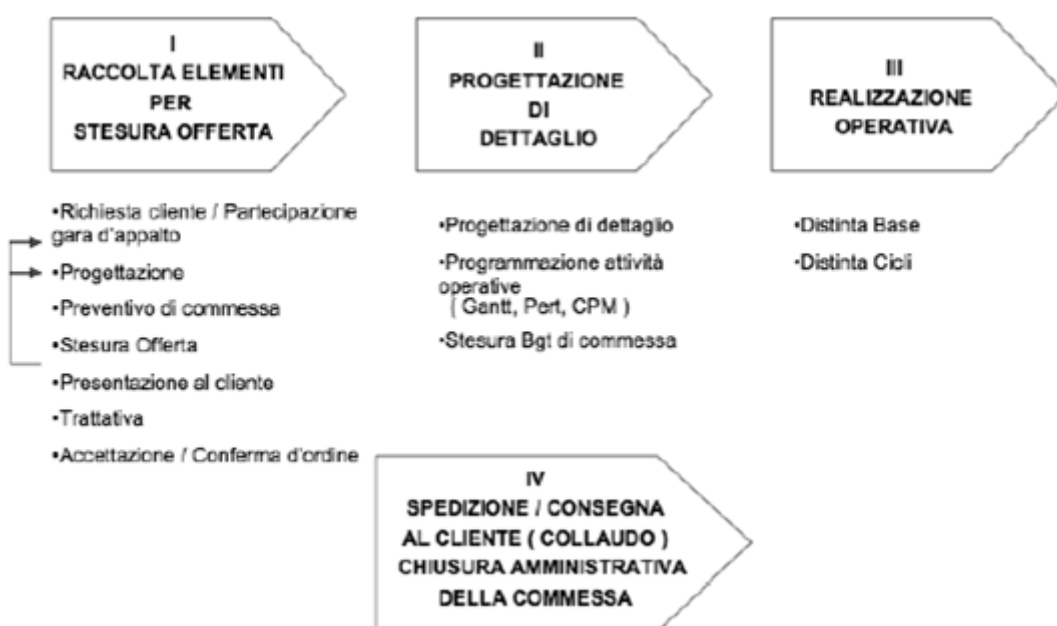 I
RACCOLTA ELEMENTI
PER
STESURA OFFERTA
•Richiesta cliente / Partecipazione
gara d'appalto
•Progettazione
•Preventivo di commessa
•Stesura Offerta
•Presentazione al cliente
•Trattativa
•Accettazione / Conferma d'ordine
II
PROGETTAZIONE
DI
DETTAGLIO
•Progettazione di dettaglio
•Programmazione attività
operative
( Gantt, Pert, CPM )
•Stesura Bgt di commessa
III
REALIZZAZIONE
OPERATIVA
•Distinta Base
•Distinta Cicli
IV
SPEDIZIONE / CONSEGNA
AL CLIENTE ( COLLAUDO )
CHIUSURA AMMINISTRATIVA
DELLA COMMESSA